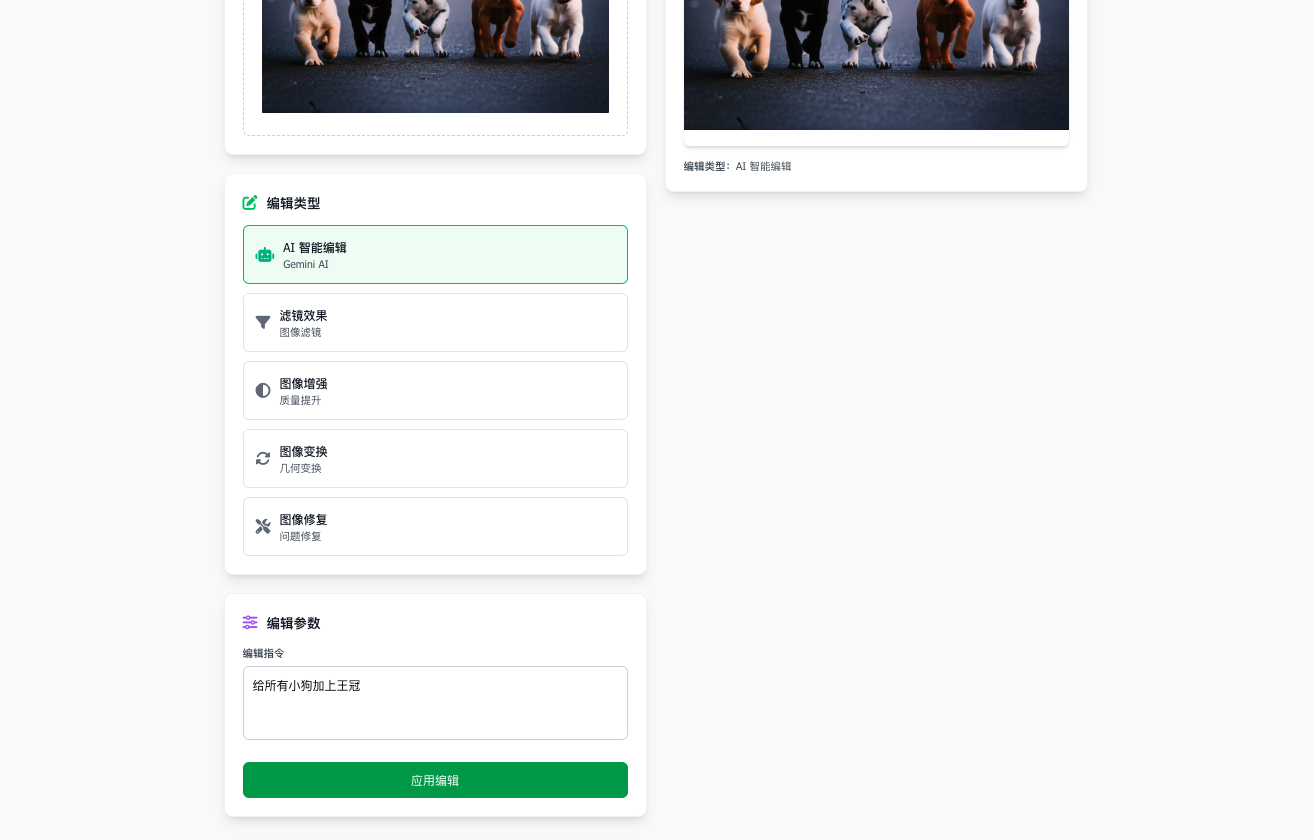 编辑类型
AI 智能编辑
Gemini AI
滤镜效果
图像滤镜
图像增强
质量提升
图像变换
几何变换
图像修复
问题修复
编辑参数
编辑指令
给所有小狗加上王冠
应用编辑
编辑类型：AI 智能编辑